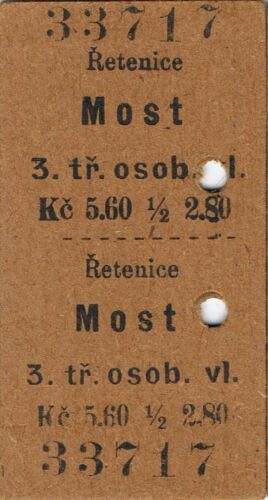 33717
Řetenice
Most
3. tř. osob. vl.
Kč 5.60 ½ 2.80
Řetenice
Most
3. tř. osob. vl.
Kč 5.60 ½ 2.80
33717